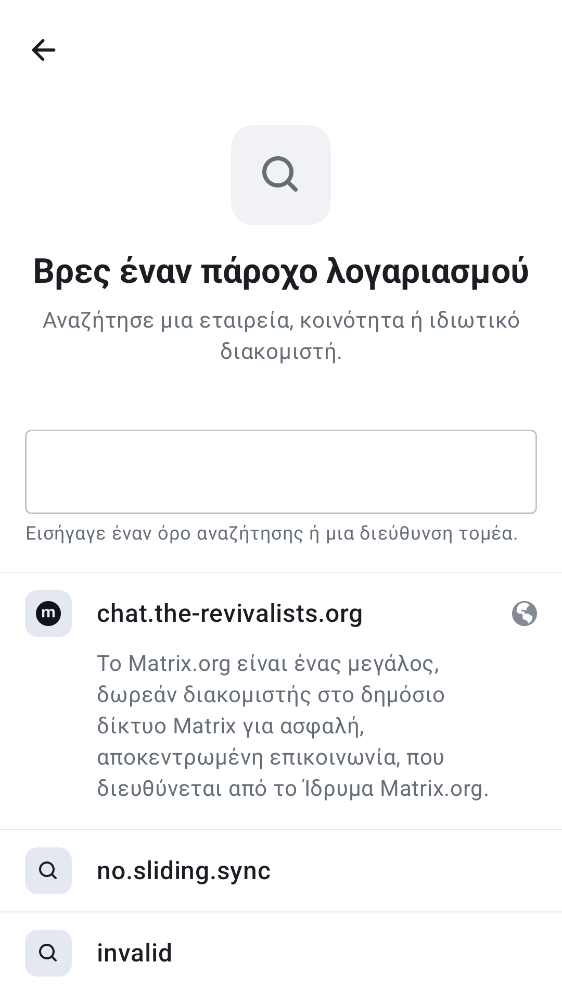 Βρες έναν πάροχο λογαριασμού
Αναζήτησε μια εταιρεία, κοινότητα ή ιδιωτικό
διακομιστή.
Εισήγαγε έναν όρο αναζήτησης ή μια διεύθυνση τομέα.
m
chat.the-revivalists.org
Το Matrix.org είναι ένας μεγάλος,
δωρεάν διακομιστής στο δημόσιο
δίκτυο Matrix για ασφαλή,
αποκεντρωμένη επικοινωνία, που
διευθύνεται από το Ίδρυμα Matrix.org.
no.sliding.sync
invalid